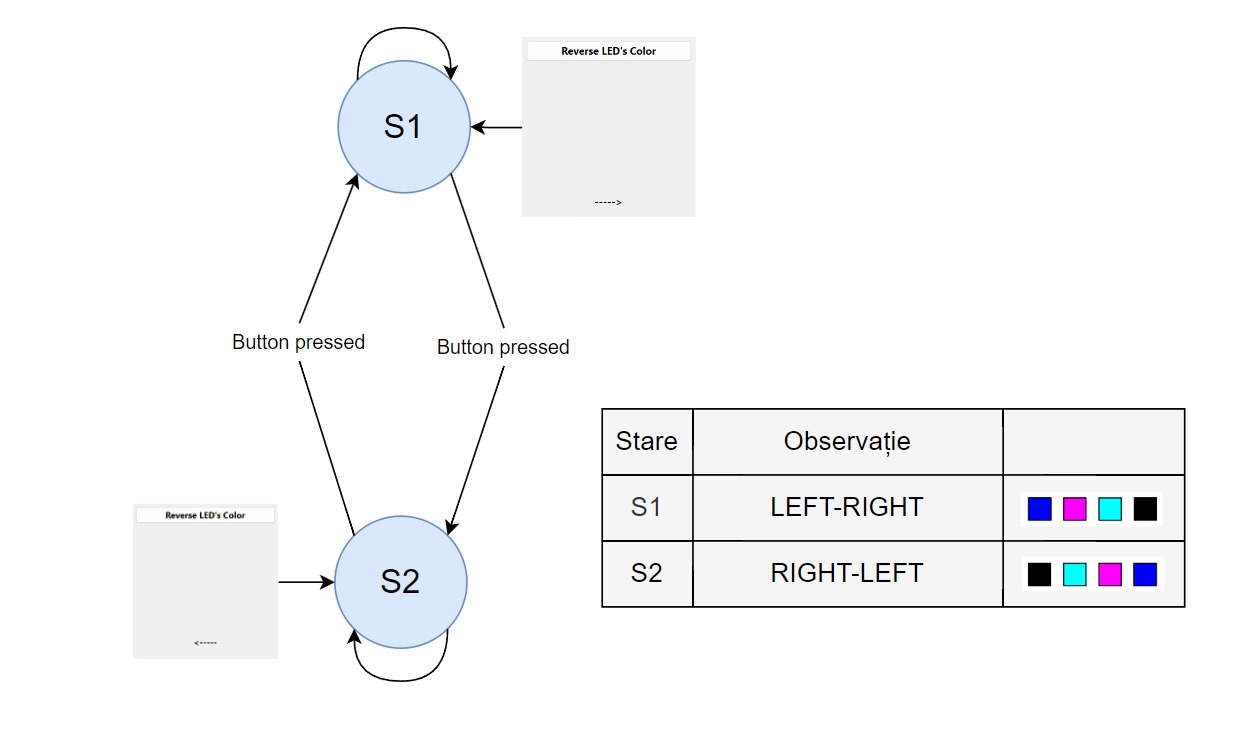 Reverse LED's Color
S1
----->
Button pressed
Button pressed
Stare Observație
S1 LEFT-RIGHT
S2 RIGHT-LEFT
Reverse LED's Color
S2
<-----